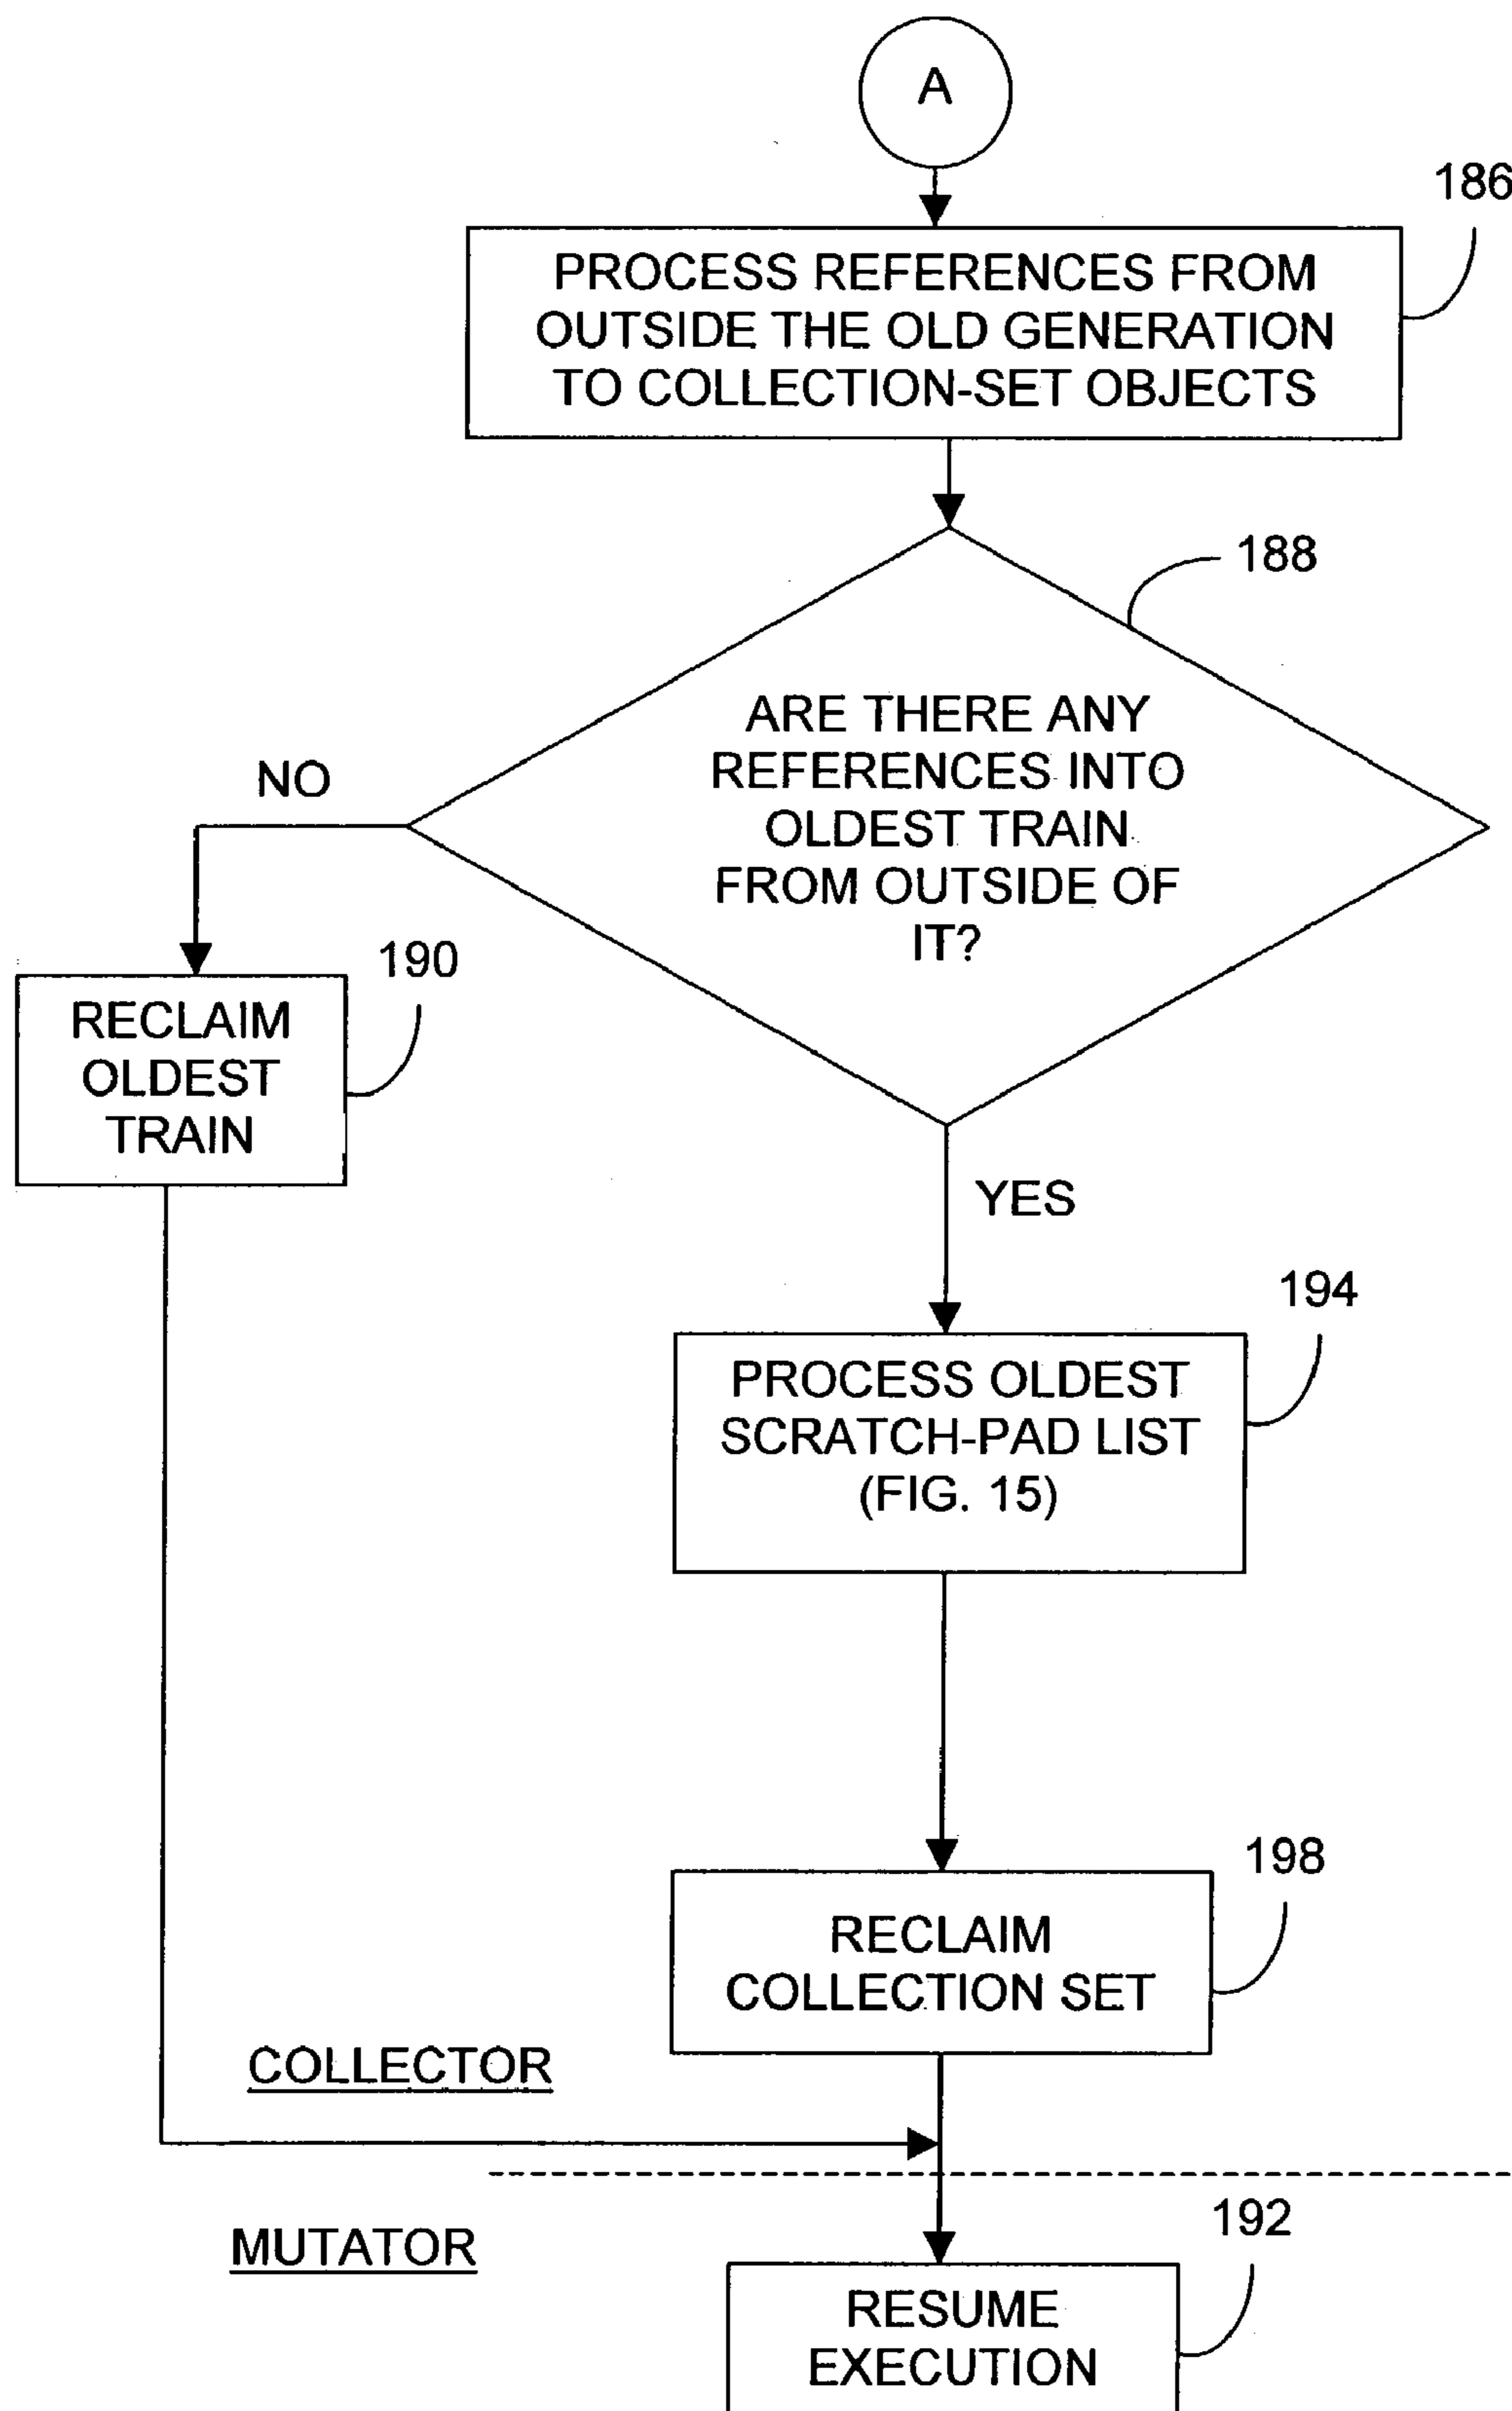 A
186
PROCESS REFERENCES FROM
OUTSIDE THE OLD GENERATION
TO COLLECTION-SET OBJECTS
188
ARE THERE ANY
REFERENCES INTO
OLDEST TRAIN
FROM OUTSIDE OF
IT?
NO
190
RECLAIM
OLDEST
TRAIN
YES
194
PROCESS OLDEST
SCRATCH-PAD LIST
(FIG. 15)
198
RECLAIM
COLLECTION SET
COLLECTOR
MUTATOR
192
RESUME
EXECUTION